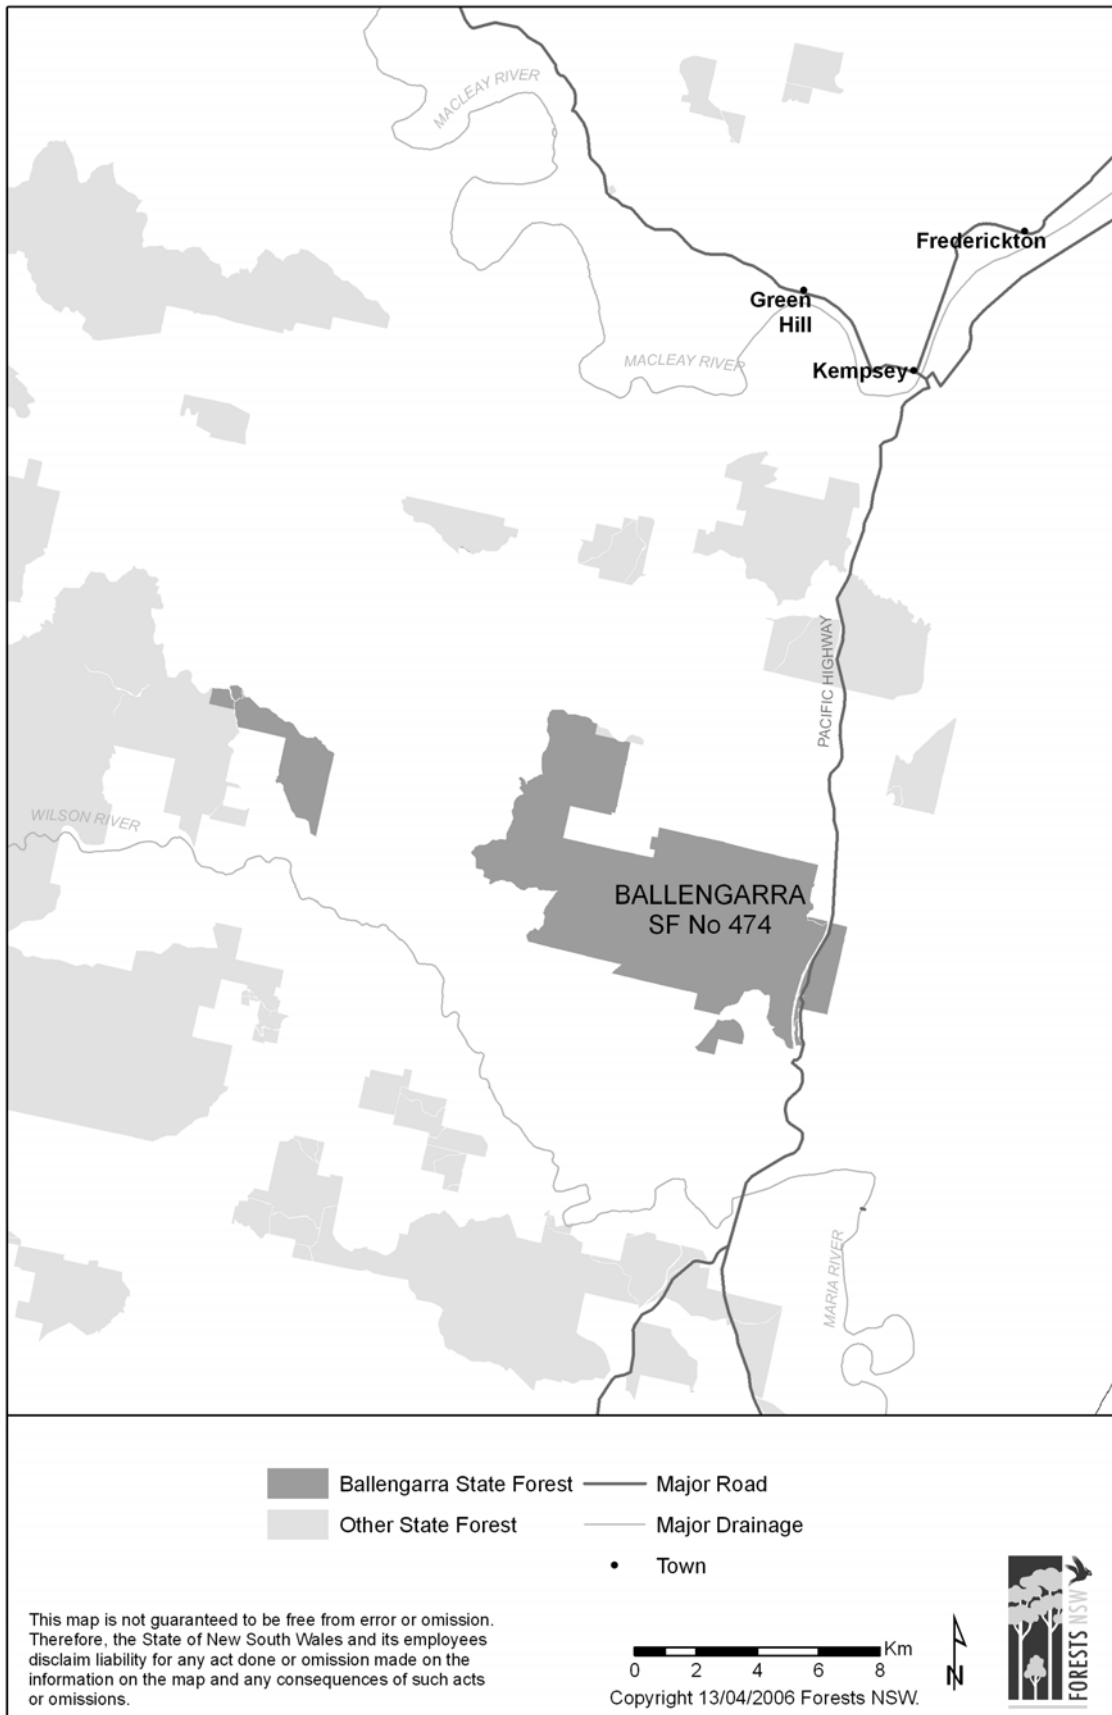 MACLEAY RIVER
Frederickton
Green
Hill
MACLEAY RIVER
Kempsey
PACIFIC HIGHWAY
WILSON RIVER
BALLENGARRA
SF No 474
MARIA RIVER
Ballengarra State Forest
Major Road
Other State Forest
Major Drainage
Town
This map is not guaranteed to be free from error or omission.
Therefore, the State of New South Wales and its employees
disclaim liability for any act done or omission made on the
information on the map and any consequences of such acts
or omissions.
Km
0 2 4 6 8
Copyright 13/04/2006 Forests NSW.
N
FORESTS NSW